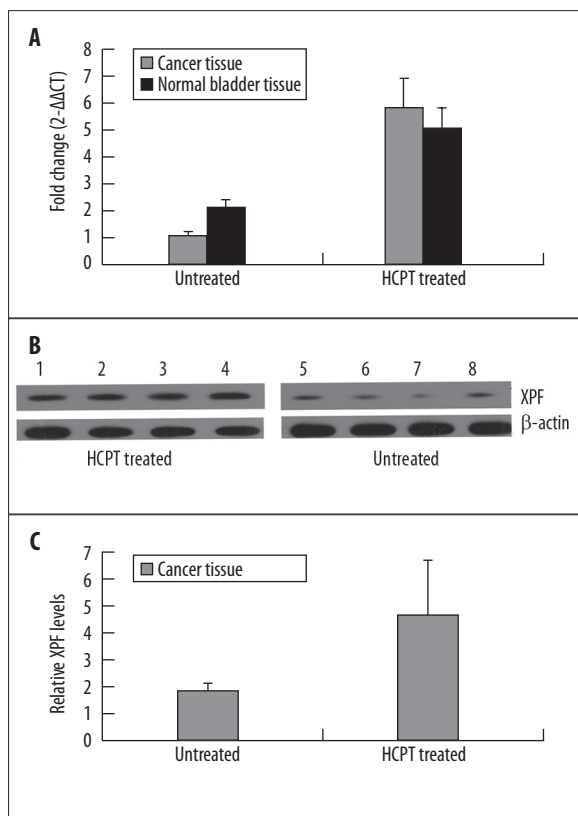 A
Cancer tissue
Normal bladder tissue
Fold change (2-ΔΔCT)
8
7
6
5
4
3
2
1
0
Untreated
HCPT treated
B
1 2 3 4 5 6 7 8
XPF
β-actin
HCPT treated
Untreated
C
Cancer tissue
Relative XPF levels
7
6
5
4
3
2
1
0
Untreated
HCPT treated